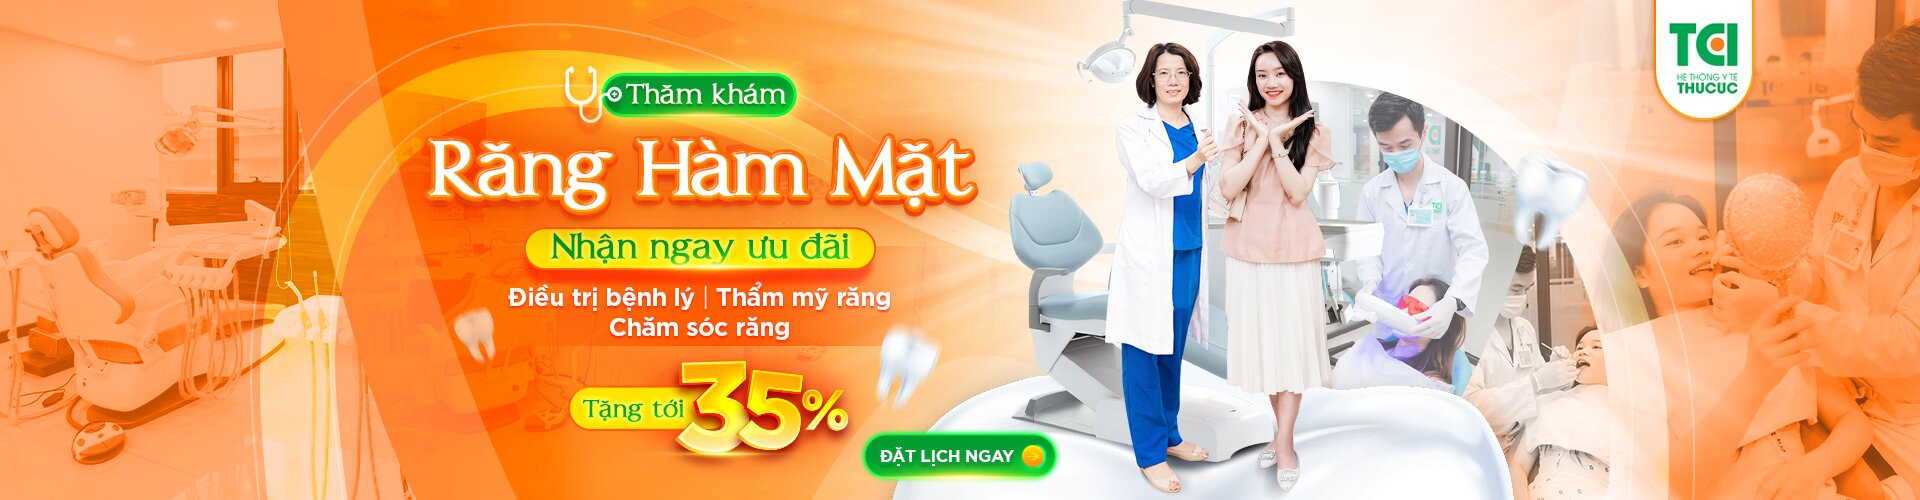 Thăm khám
Răng Hàm Mặt
Nhận ngay ưu đãi
Điều trị bệnh lý | Thẩm mỹ răng
Chăm sóc răng
Tặng tới 35%
ĐẶT LỊCH NGAY
TCI
HỆ THỐNG Y TẾ
THUCUC
TCI